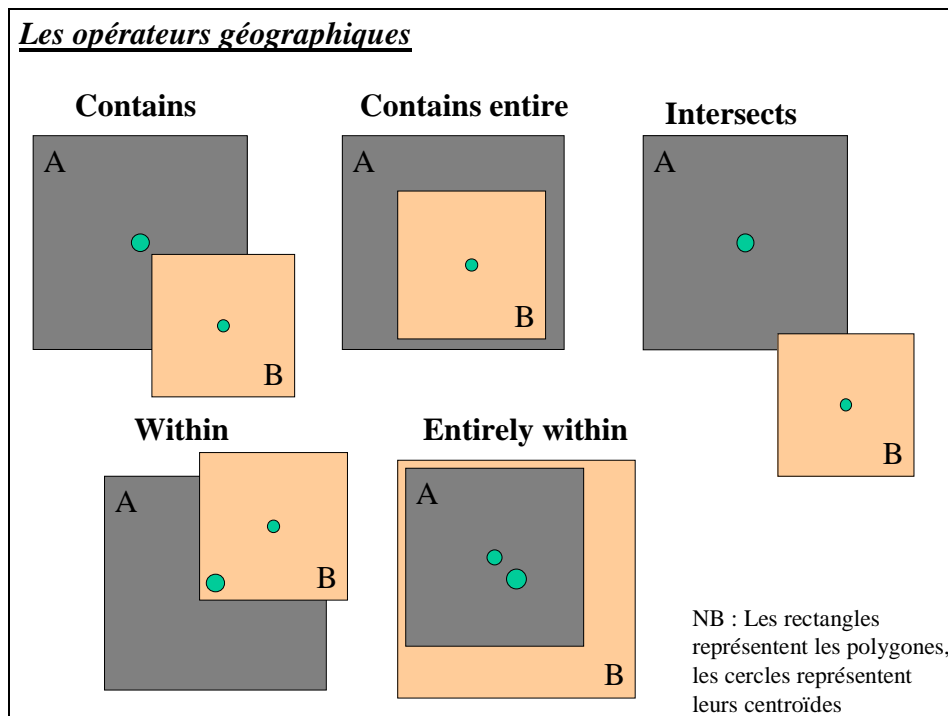 Les opérateurs géographiques
Contains
Contains entire
Intersects
A
A
A
B
B
B
Within
Entirely within
A
A
B
B
NB : Les rectangles
représentent les polygones,
les cercles représentent
leurs centroïdes